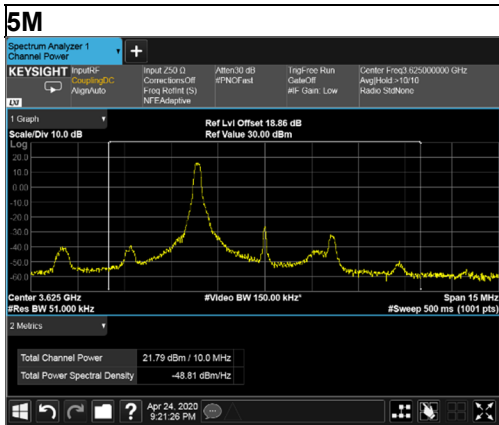 5M
Spectrum Analyzer 1
Channel Power
KEYSIGHT
Input RF
Coupling DC
Align Auto
Input Z 50 Ω
Corrections Off
Freq Ref Int (S)
NFE Adaptive
Atten 30 dB
#PNO Fast
Trig Free Run
Gate Off
#IF Gain: Low
Center Freq 3.625000000 GHz
Avg|Hold >10/10
Radio Std None
LXI
1 Graph
Scale/Div 10.0 dB
Ref Lvl Offset 18.86 dB
Ref Value 30.00 dBm
Log
20.0
10.0
0.00
-10.0
-20.0
-30.0
-40.0
-50.0
-60.0
Center 3.625 GHz
#Video BW 150.00 kHz*
Span 15 MHz
#Res BW 51.000 kHz
#Sweep 500 ms (1001 pts)
2 Metrics
Total Channel Power 21.79 dBm / 10.0 MHz
Total Power Spectral Density -48.81 dBm/Hz
?
Apr 24, 2020
9:21:26 PM